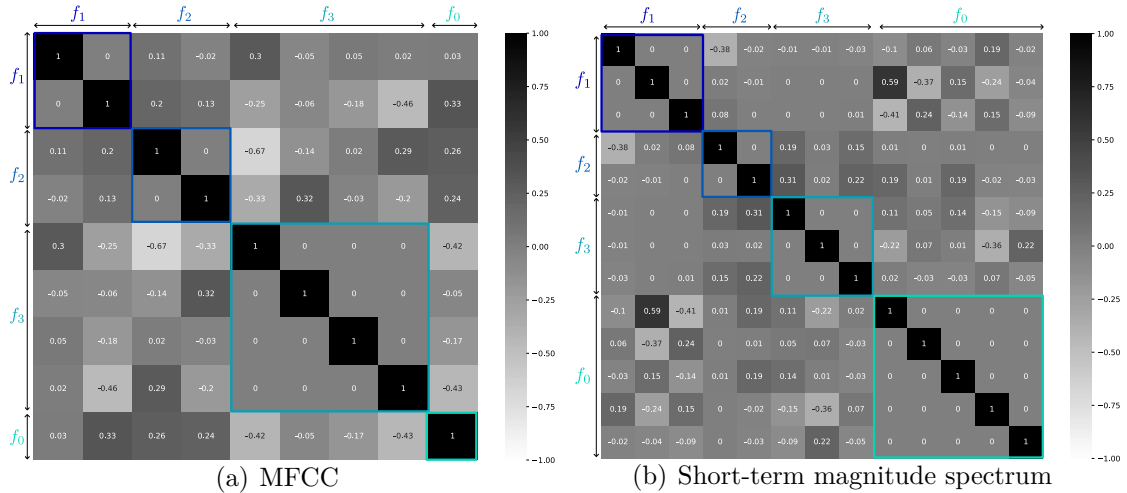 f1 f2 f3 f0
f1 1 0 0.11 −0.02 0.3 −0.05 0.05 0.02 0.03
0 1 0.2 0.13 −0.25 −0.06 −0.18 −0.46 0.33
f2 0.11 0.2 1 0 −0.67 −0.14 0.02 0.29 0.26
−0.02 0.13 0 1 −0.33 0.32 −0.03 −0.2 0.24
f3 0.3 −0.25 −0.67 −0.33 1 0 0 0 −0.42
−0.05 −0.06 −0.14 0.32 0 1 0 0 −0.05
0.05 −0.18 0.02 −0.03 0 0 1 0 −0.17
0.02 −0.46 0.29 −0.2 0 0 0 1 −0.43
f0 0.03 0.33 0.26 0.24 −0.42 −0.05 −0.17 −0.43 1
1.00
0.75
0.50
0.25
0.00
−0.25
−0.50
−0.75
−1.00
(a) MFCC
f1 f2 f3 f0
f1 1 0 0 −0.38 −0.02 −0.01 −0.01 −0.03 −0.1 0.06 −0.03 0.19 −0.02
0 1 0 0.02 −0.01 0 0 0 0.59 −0.37 0.15 −0.24 −0.04
0 0 1 0.08 0 0 0 0.01 −0.41 0.24 −0.14 0.15 −0.09
f2 −0.38 0.02 0.08 1 0 0.19 0.03 0.15 0.01 0 0.01 0 0
−0.02 −0.01 0 0 1 0.31 0.02 0.22 0.19 0.01 0.19 −0.02 −0.03
f3 −0.01 0 0 0.19 0.31 1 0 0 0.11 0.05 0.14 −0.15 −0.09
−0.01 0 0 0.03 0.02 0 1 0 −0.22 0.07 0.01 −0.36 0.22
−0.03 0 0.01 0.15 0.22 0 0 1 0.02 −0.03 −0.03 0.07 −0.05
f0 −0.1 0.59 −0.41 0.01 0.19 0.11 −0.22 0.02 1 0 0 0 0
0.06 −0.37 0.24 0 0.01 0.05 0.07 −0.03 0 1 0 0 0
−0.03 0.15 −0.14 0.01 0.19 0.14 0.01 −0.03 0 0 1 0 0
0.19 −0.24 0.15 0 −0.02 −0.15 −0.36 0.07 0 0 0 1 0
−0.02 −0.04 −0.09 0 −0.03 −0.09 0.22 −0.05 0 0 0 0 1
1.00
0.75
0.50
0.25
0.00
−0.25
−0.50
−0.75
−1.00
(b) Short-term magnitude spectrum